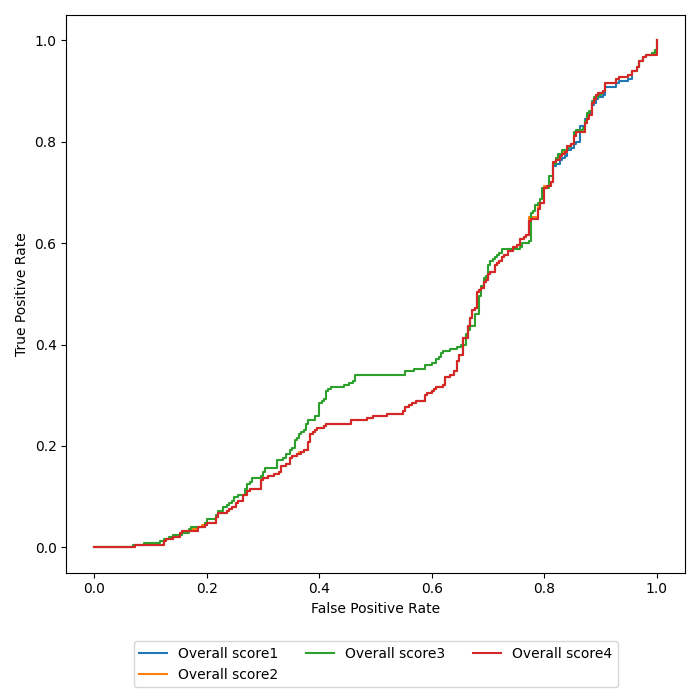 1.0
0.8
0.6
0.4
0.2
0.0
True Positive Rate
0.0 0.2 0.4 0.6 0.8 1.0
False Positive Rate
Overall score1 Overall score3 Overall score4
Overall score2